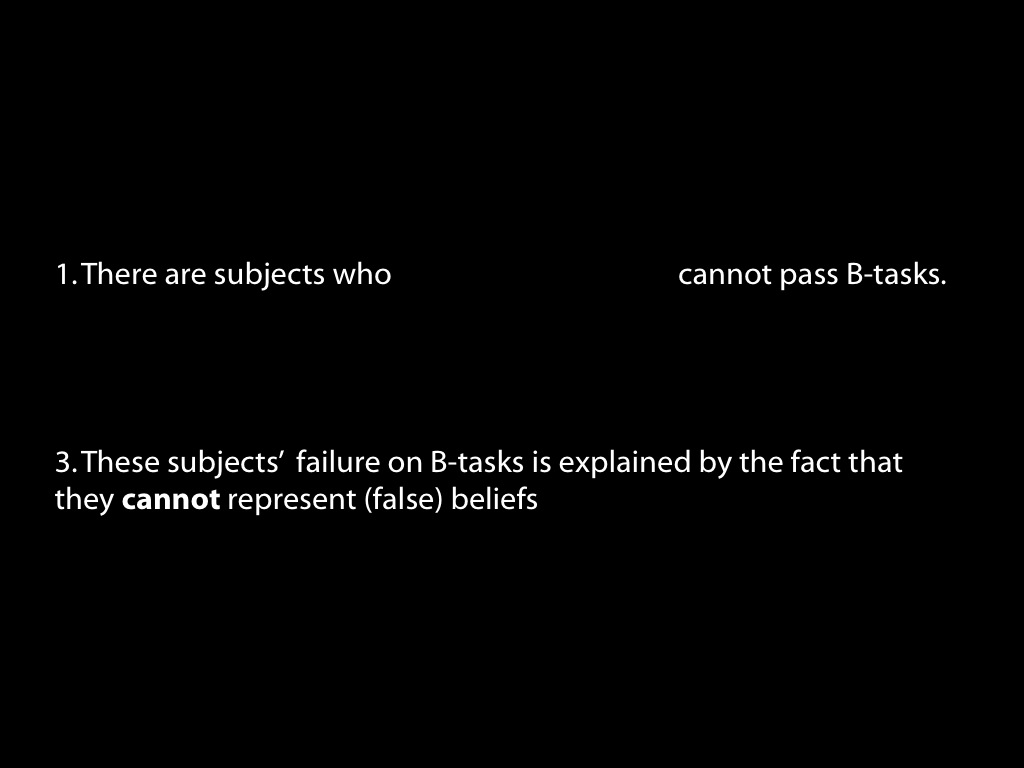 1. There are subjects who cannot pass B-tasks.
3. These subjects’ failure on B-tasks is explained by the fact that
they cannot represent (false) beliefs